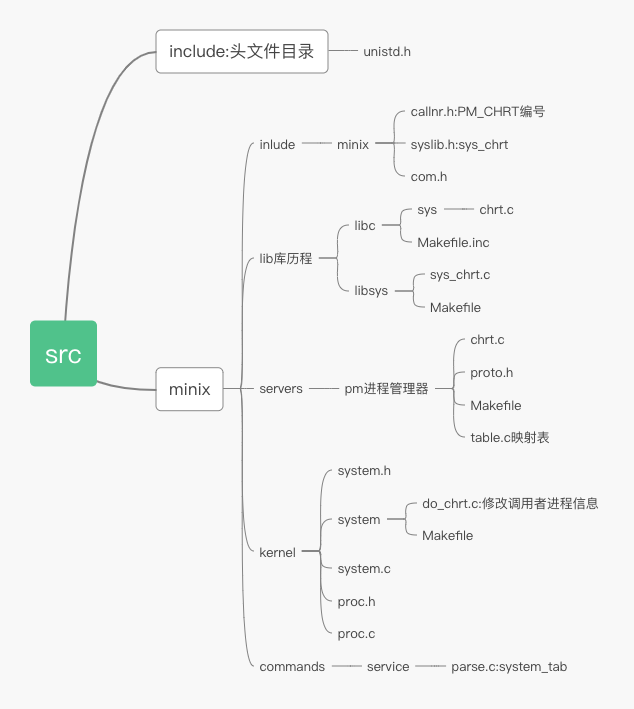 include:头文件目录
unistd.h
src
minix
inlude
minix
callnr.h:PM_CHRT编号
syslib.h:sys_chrt
com.h
lib库历程
libc
sys
chrt.c
Makefile.inc
libsys
sys_chrt.c
Makefile
servers
pm进程管理器
chrt.c
proto.h
Makefile
table.c映射表
kernel
system.h
system
do_chrt.c:修改调用者进程信息
Makefile
system.c
proc.h
proc.c
commands
service
parse.c:system_tab